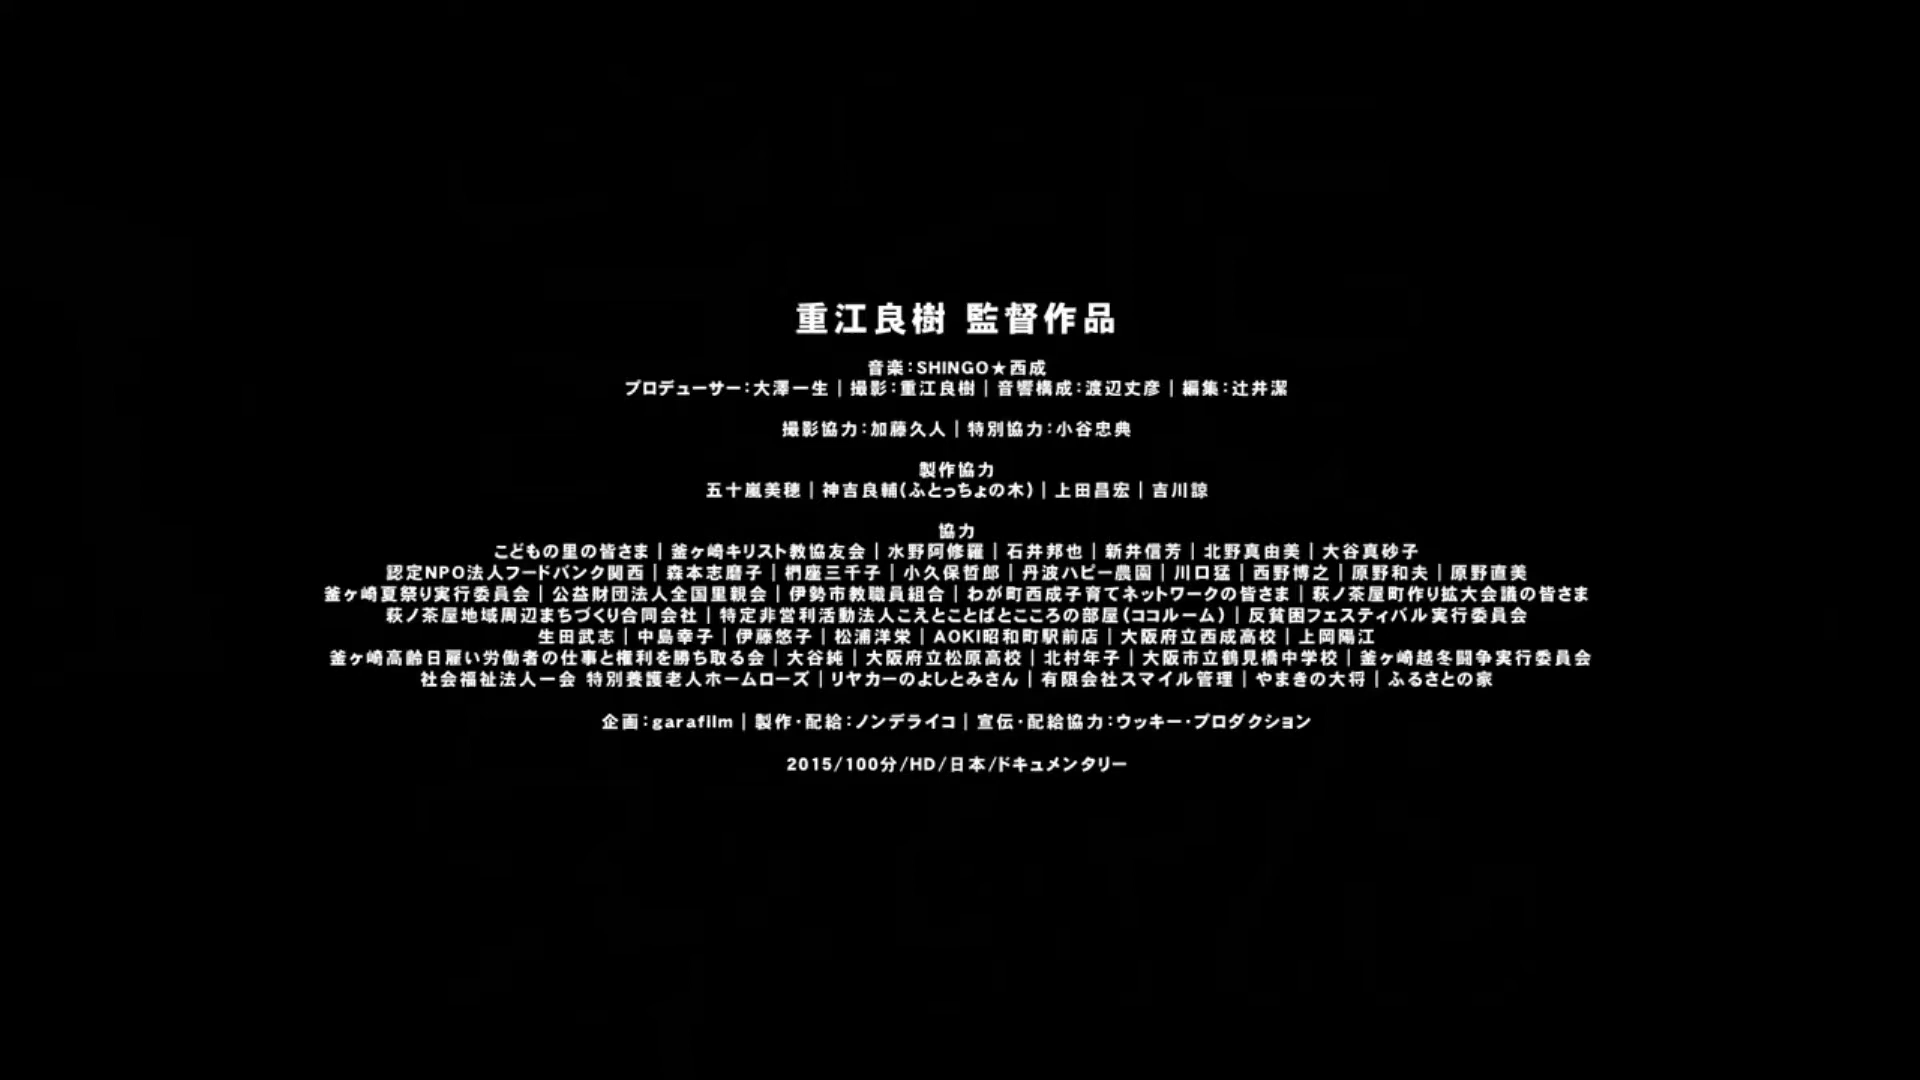 重江良樹 監督作品
音楽：SHINGO★西成
プロデューサー：大澤一生｜撮影：重江良樹｜音響構成：渡辺丈彦｜編集：辻井潔
撮影協力：加藤久人｜特別協力：小谷忠典
製作協力
五十嵐美穂｜神吉良輔（ふとっちょの木）｜上田昌宏｜吉川諒
協力
こどもの里の皆さま｜釜ヶ崎キリスト教協友会｜水野阿修羅｜石井邦也｜新井信芳｜北野真由美｜大谷真砂子
認定NPO法人フードバンク関西｜森本志磨子｜椚座三千子｜小久保哲郎｜丹波ハピー農園｜川口猛｜西野博之｜原野和夫｜原野直美
釜ヶ崎夏祭り実行委員会｜公益財団法人全国里親会｜伊勢市教職員組合｜わが町西成子育てネットワークの皆さま｜萩ノ茶屋町作り拡大会議の皆さま
萩ノ茶屋地域周辺まちづくり合同会社｜特定非営利活動法人こえとことばとこころの部屋（ココルーム）｜反貧困フェスティバル実行委員会
生田武志｜中島幸子｜伊藤悠子｜松浦洋栄｜AOKI昭和町駅前店｜大阪府立西成高校｜上岡陽江
釜ヶ崎高齢日雇い労働者の仕事と権利を勝ち取る会｜大谷純｜大阪府立松原高校｜北村年子｜大阪市立鶴見橋中学校｜釜ヶ崎越冬闘争実行委員会
社会福祉法人一会 特別養護老人ホームローズ｜リヤカーのよしとみさん｜有限会社スマイル管理｜やまきの大将｜ふるさとの家
企画：garafilm｜製作・配給：ノンデライコ｜宣伝・配給協力：ウッキー・プロダクション
2015/100分/HD/日本/ドキュメンタリー